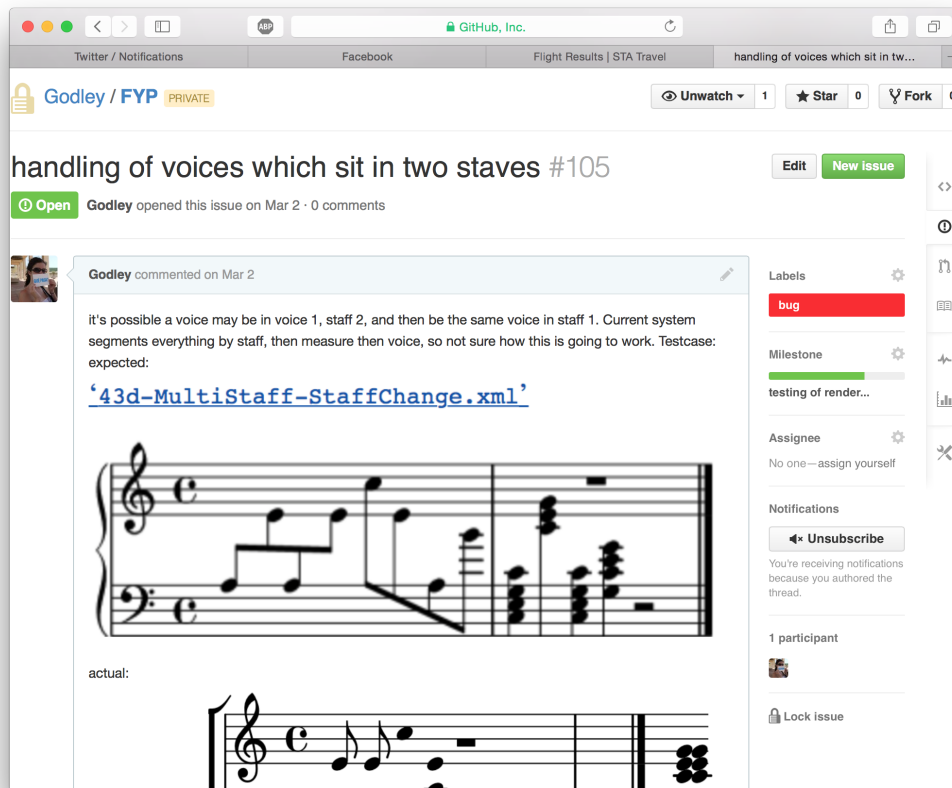 ABP
GitHub, Inc.
Twitter / Notifications
Facebook
Flight Results | STA Travel
handling of voices which sit in tw...
Godley / FYP PRIVATE
Unwatch 1
Star 0
Fork
handling of voices which sit in two staves #105
Edit
New issue
Open
Godley opened this issue on Mar 2 · 0 comments
Godley commented on Mar 2
it's possible a voice may be in voice 1, staff 2, and then be the same voice in staff 1. Current system
segments everything by staff, then measure then voice, so not sure how this is going to work. Testcase:
expected:
‘43d-MultiStaff-StaffChange.xml’
actual:
Labels
bug
Milestone
testing of render...
Assignee
No one—assign yourself
Notifications
Unsubscribe
You're receiving notifications
because you authored the
thread.
1 participant
Lock issue